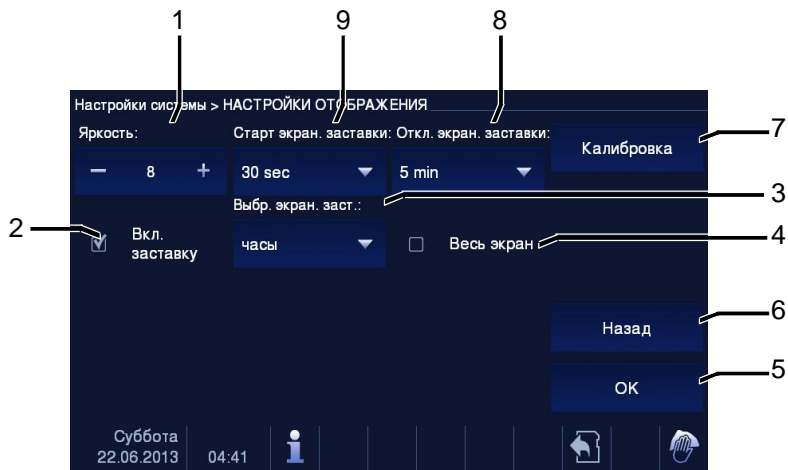 1 9 8
Настройки системы > НАСТРОЙКИ ОТОБРАЖЕНИЯ
Яркость: Старт экран. заставки: Откл. экран. заставки:
Калибровка
7
− 8 + 30 sec 5 min
Выбр. экран. заст.:
3
2
Вкл.
заставку
часы
Весь экран
4
Назад
6
OK
5
Суббота
22.06.2013 04:41